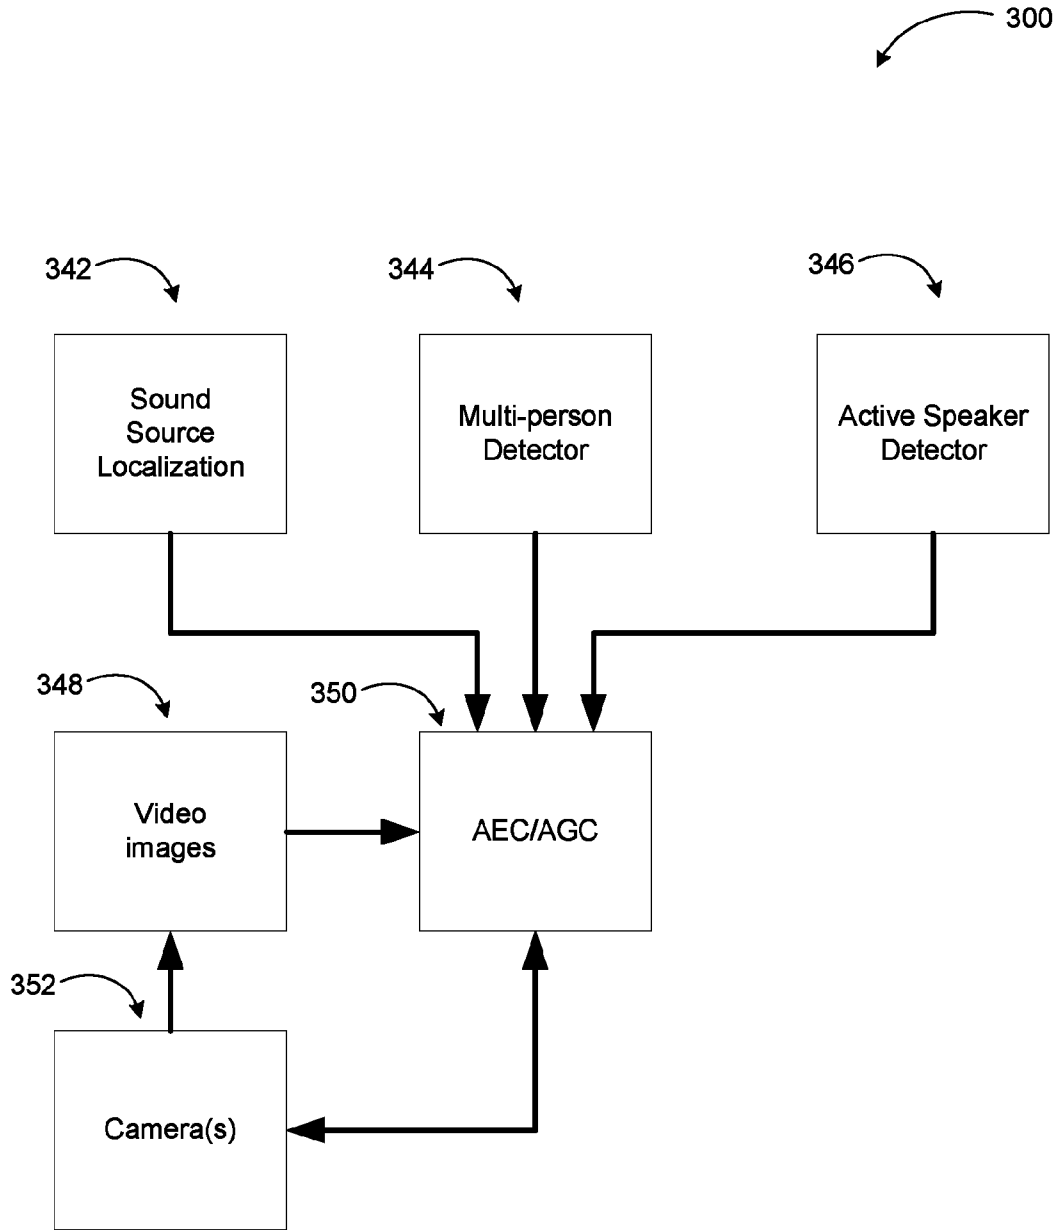 300
342
344
346
Sound
Source
Localization
Multi-person
Detector
Active Speaker
Detector
348
350
Video
images
AEC/AGC
352
Camera(s)